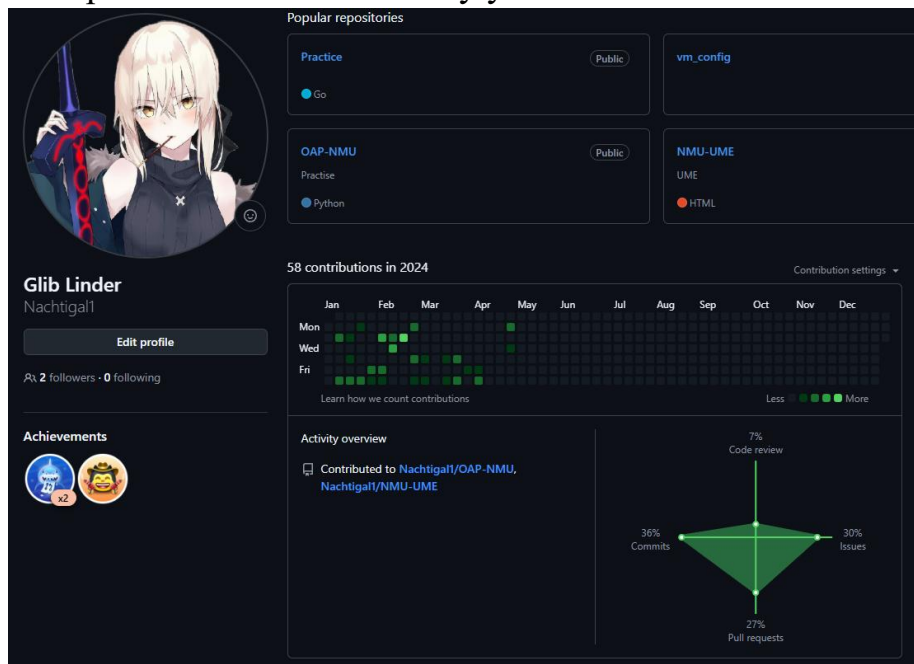 Popular repositories
Practice
Public
Go
vm_config
OAP-NMU
Public
Practise
Python
NMU-UME
UME
HTML
Glib Linder
Nachtigal1
Edit profile
2 followers · 0 following
Achievements
x2
58 contributions in 2024
Contribution settings
Jan Feb Mar Apr May Jun Jul Aug Sep Oct Nov Dec
Mon
Wed
Fri
Learn how we count contributions
Less More
Activity overview
Contributed to Nachtigal1/OAP-NMU,
Nachtigal1/NMU-UME
7%
Code review
36%
Commits
30%
Issues
27%
Pull requests